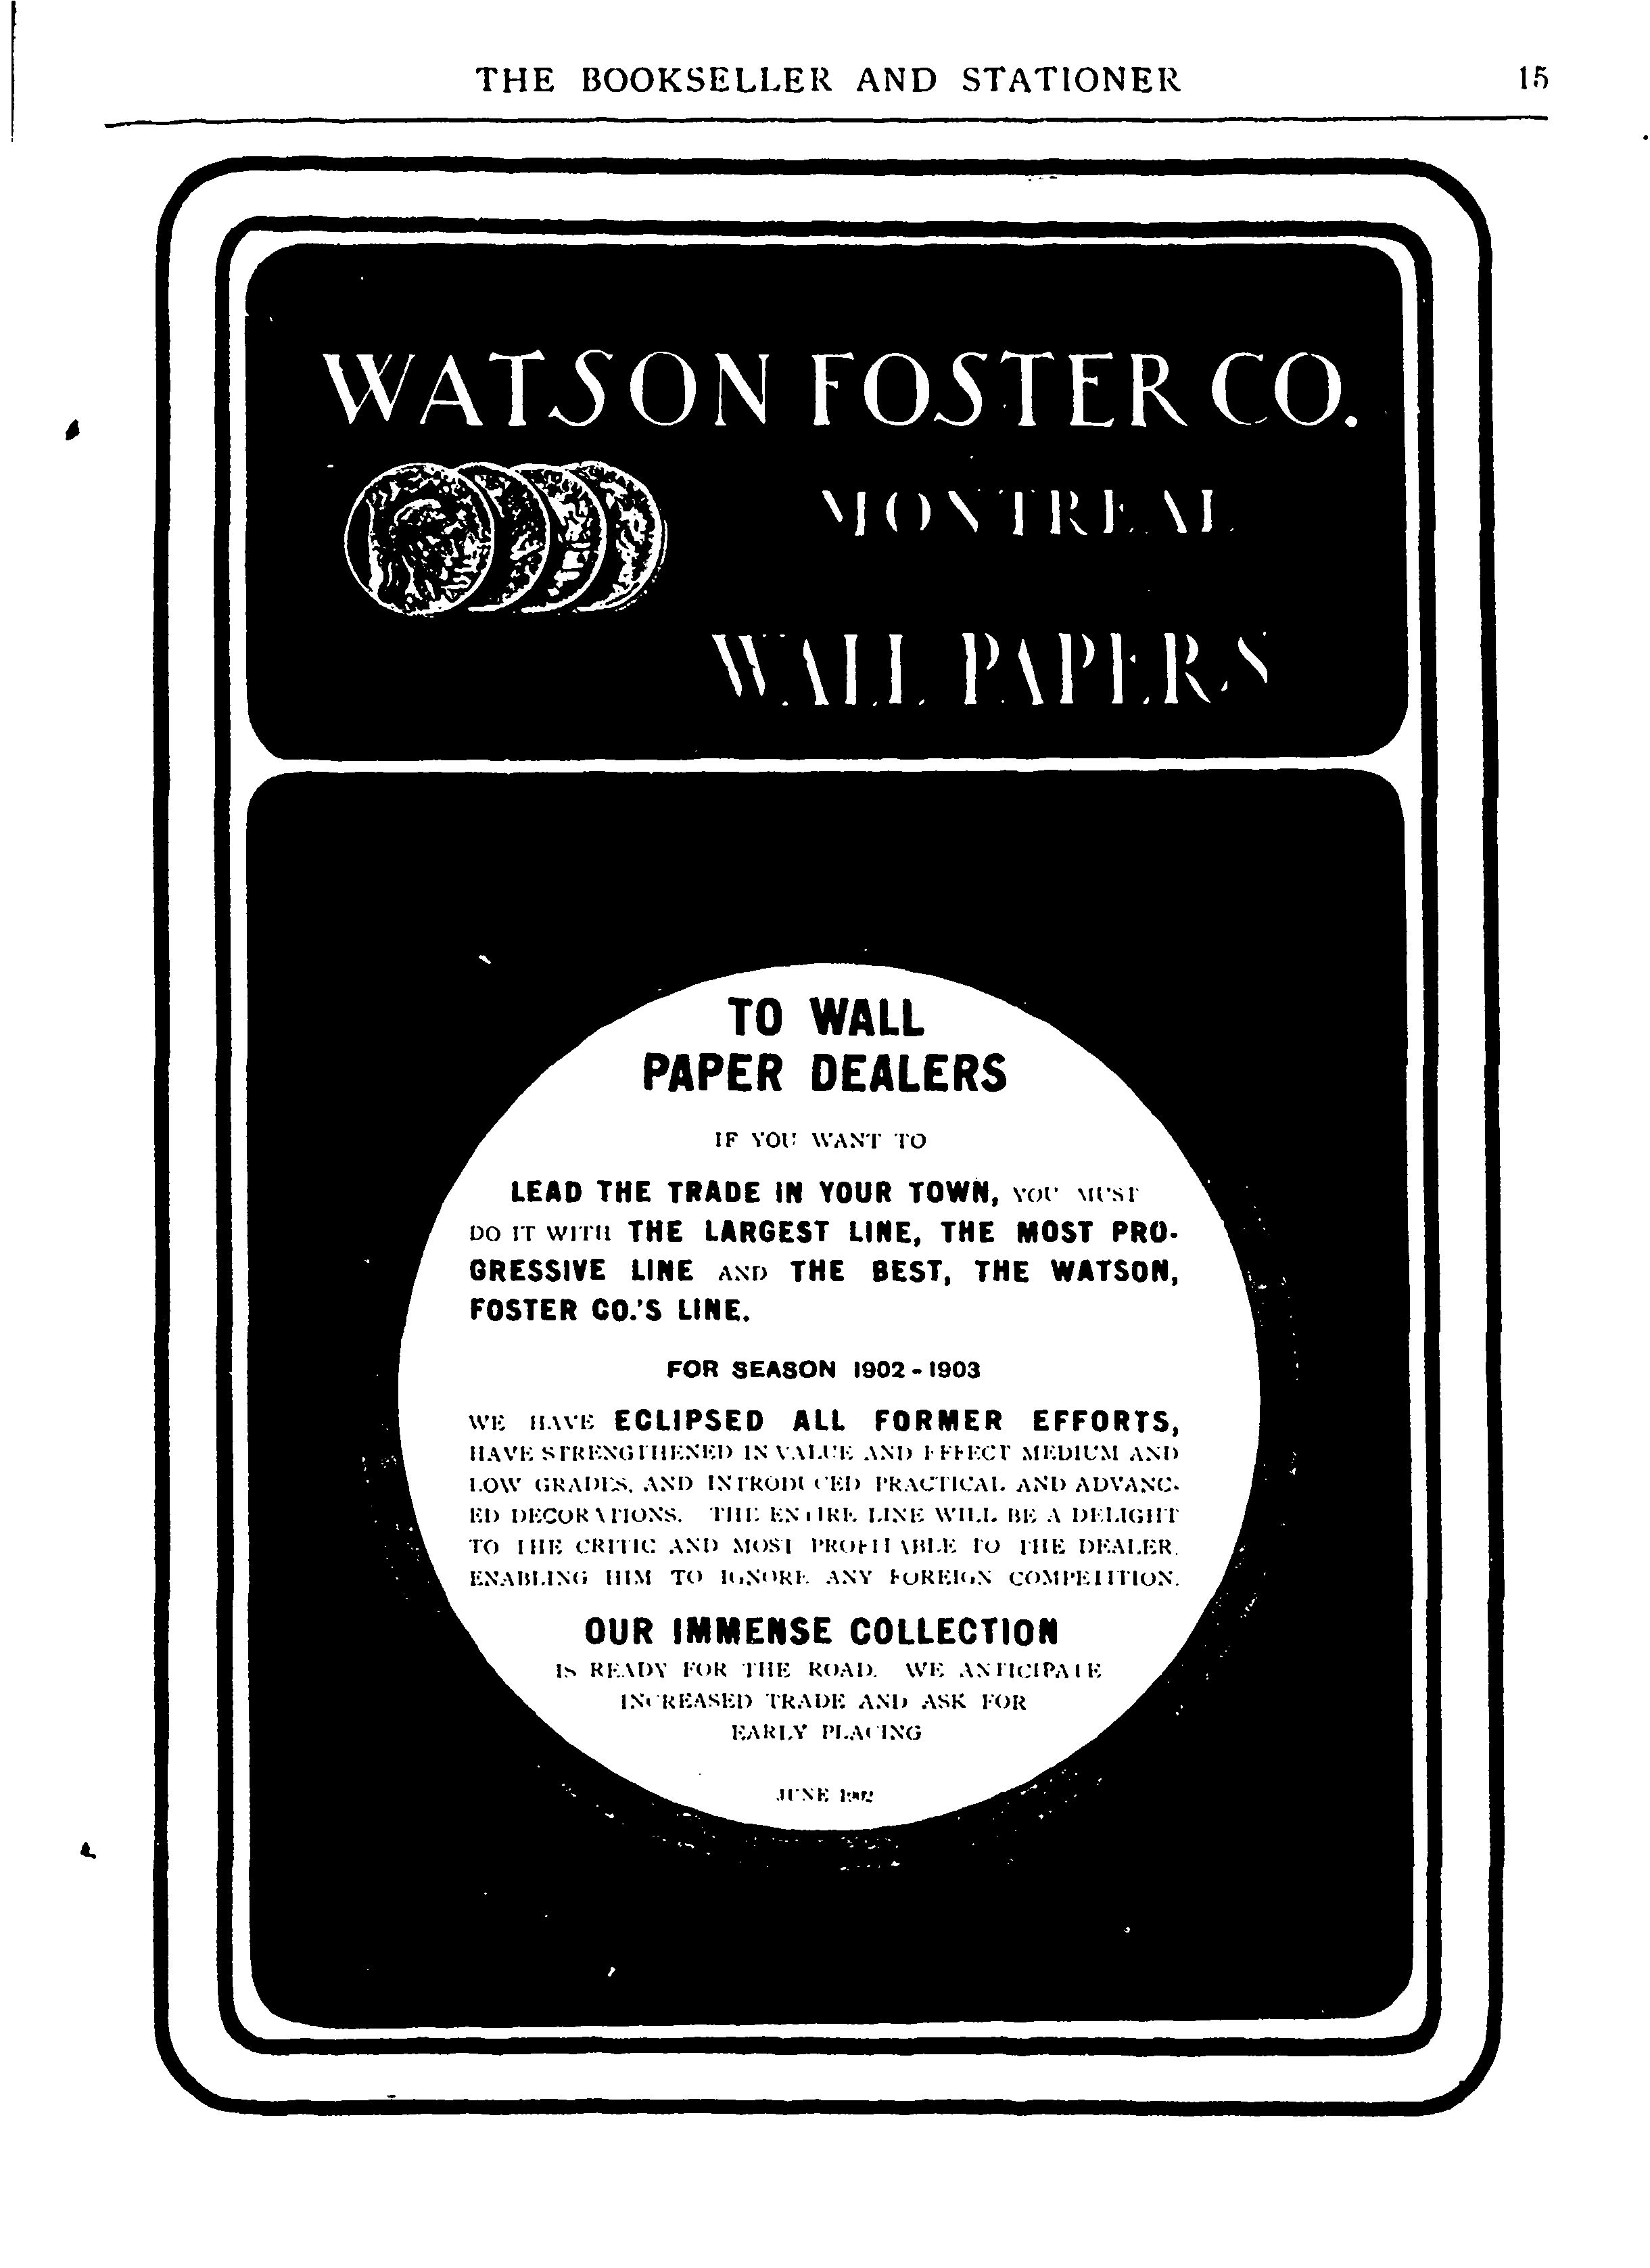 THE BOOKSELLER AND STATIONER 15
WATSON FOSTER CO.
MONTREAL
WALL PAPERS
TO WALL
PAPER DEALERS
IF YOU WANT TO
LEAD THE TRADE IN YOUR TOWN, YOU MUST
DO IT WITH THE LARGEST LINE, THE MOST PRO-
GRESSIVE LINE AND THE BEST, THE WATSON,
FOSTER CO.'S LINE.
FOR SEASON 1902-1903
WE HAVE ECLIPSED ALL FORMER EFFORTS,
HAVE STRENGTHENED IN VALUE AND EFFECT MEDIUM AND
LOW GRADES, AND INTRODUCED PRACTICAL AND ADVANC-
ED DECORATIONS. THE ENTIRE LINE WILL BE A DELIGHT
TO THE CRITIC AND MOST PROFITABLE TO THE DEALER,
ENABLING HIM TO IGNORE ANY FOREIGN COMPETITION.
OUR IMMENSE COLLECTION
IS READY FOR THE ROAD. WE ANTICIPATE
INCREASED TRADE AND ASK FOR
EARLY PLACING
JUNE 1902